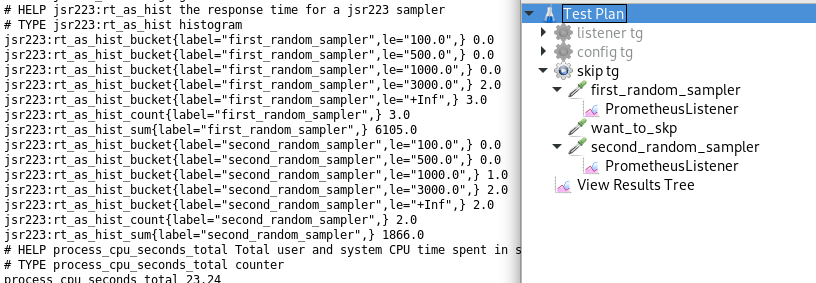 # HELP jsr223:rt_as_hist the response time for a jsr223 sampler
# TYPE jsr223:rt_as_hist histogram
jsr223:rt_as_hist_bucket{label="first_random_sampler",le="100.0",} 0.0
jsr223:rt_as_hist_bucket{label="first_random_sampler",le="500.0",} 0.0
jsr223:rt_as_hist_bucket{label="first_random_sampler",le="1000.0",} 0.0
jsr223:rt_as_hist_bucket{label="first_random_sampler",le="3000.0",} 2.0
jsr223:rt_as_hist_bucket{label="first_random_sampler",le="+Inf",} 3.0
jsr223:rt_as_hist_count{label="first_random_sampler",} 3.0
jsr223:rt_as_hist_sum{label="first_random_sampler",} 6105.0
jsr223:rt_as_hist_bucket{label="second_random_sampler",le="100.0",} 0.0
jsr223:rt_as_hist_bucket{label="second_random_sampler",le="500.0",} 0.0
jsr223:rt_as_hist_bucket{label="second_random_sampler",le="1000.0",} 1.0
jsr223:rt_as_hist_bucket{label="second_random_sampler",le="3000.0",} 2.0
jsr223:rt_as_hist_bucket{label="second_random_sampler",le="+Inf",} 2.0
jsr223:rt_as_hist_count{label="second_random_sampler",} 2.0
jsr223:rt_as_hist_sum{label="second_random_sampler",} 1866.0
# HELP process_cpu_seconds_total Total user and system CPU time spent in s
# TYPE process_cpu_seconds_total counter
process_cpu_seconds_total 23.24
Test Plan
listener tg
config tg
skip tg
first_random_sampler
PrometheusListener
want_to_skp
second_random_sampler
PrometheusListener
View Results Tree